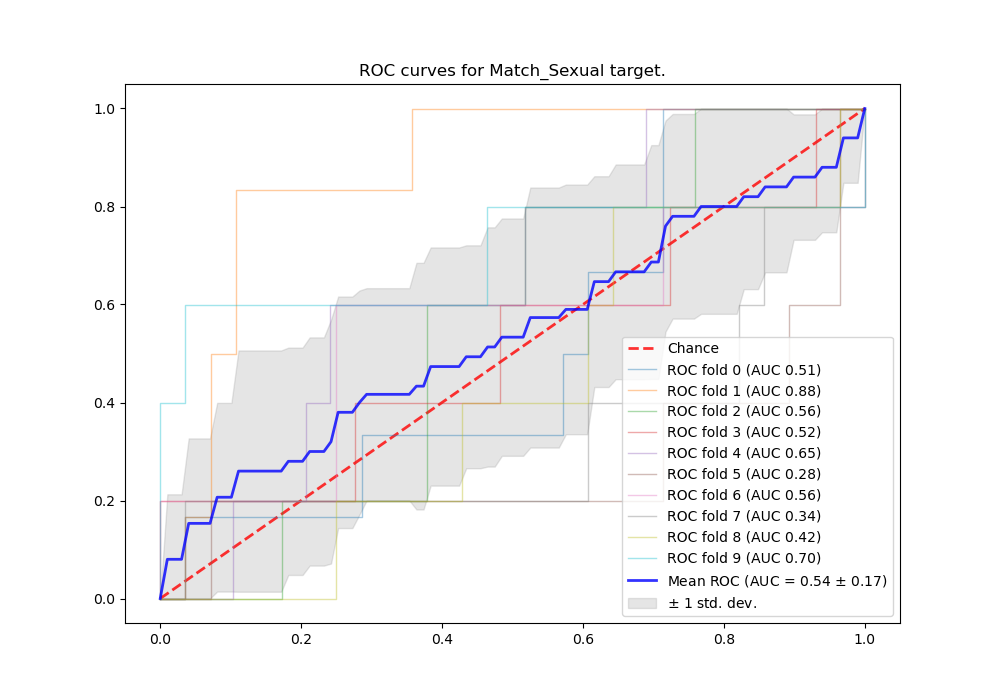 ROC curves for Match_Sexual target.
1.0
0.8
0.6
0.4
0.2
0.0
0.0 0.2 0.4 0.6 0.8 1.0
Chance
ROC fold 0 (AUC 0.51)
ROC fold 1 (AUC 0.88)
ROC fold 2 (AUC 0.56)
ROC fold 3 (AUC 0.52)
ROC fold 4 (AUC 0.65)
ROC fold 5 (AUC 0.28)
ROC fold 6 (AUC 0.56)
ROC fold 7 (AUC 0.34)
ROC fold 8 (AUC 0.42)
ROC fold 9 (AUC 0.70)
Mean ROC (AUC = 0.54 ± 0.17)
± 1 std. dev.